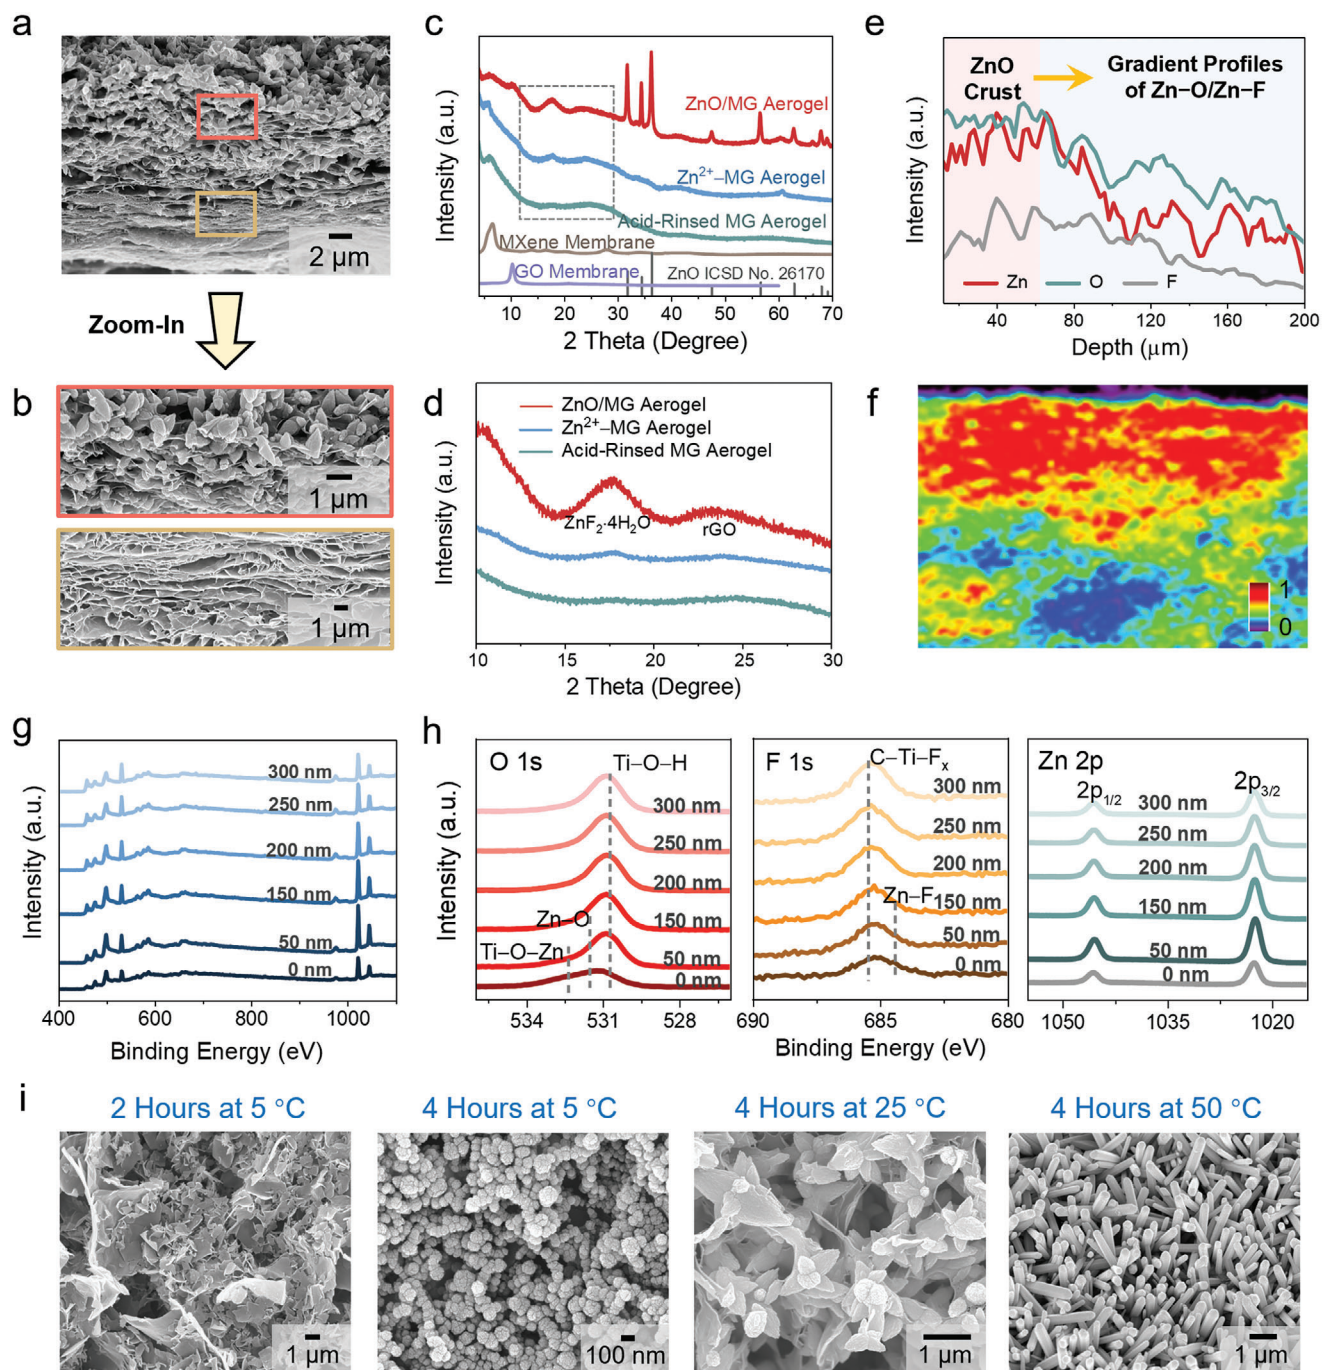 a
2 µm
Zoom-In
b
1 µm
1 µm
c
Intensity (a.u.)
ZnO/MG Aerogel
Zn²⁺–MG Aerogel
Acid-Rinsed MG Aerogel
MXene Membrane
GO Membrane
ZnO ICSD No. 26170
10 20 30 40 50 60 70
2 Theta (Degree)
d
Intensity (a.u.)
ZnO/MG Aerogel
Zn²⁺–MG Aerogel
Acid-Rinsed MG Aerogel
ZnF₂·4H₂O
rGO
10 15 20 25 30
2 Theta (Degree)
e
Intensity (a.u.)
ZnO
Crust
Gradient Profiles
of Zn–O/Zn–F
Zn O F
40 80 120 160 200
Depth (µm)
f
1
0
g
Intensity (a.u.)
300 nm
250 nm
200 nm
150 nm
50 nm
0 nm
400 600 800 1000
Binding Energy (eV)
h
Intensity (a.u.)
O 1s
Ti–O–H
300 nm
250 nm
200 nm
Zn–O
150 nm
Ti–O–Zn
50 nm
0 nm
534 531 528
F 1s
C–Ti–Fₓ
300 nm
250 nm
200 nm
Zn–F
150 nm
50 nm
0 nm
690 685 680
Zn 2p
2p₁/₂
2p₃/₂
300 nm
250 nm
200 nm
150 nm
50 nm
0 nm
1050 1035 1020
Binding Energy (eV)
i
2 Hours at 5 °C
1 µm
4 Hours at 5 °C
100 nm
4 Hours at 25 °C
1 µm
4 Hours at 50 °C
1 µm